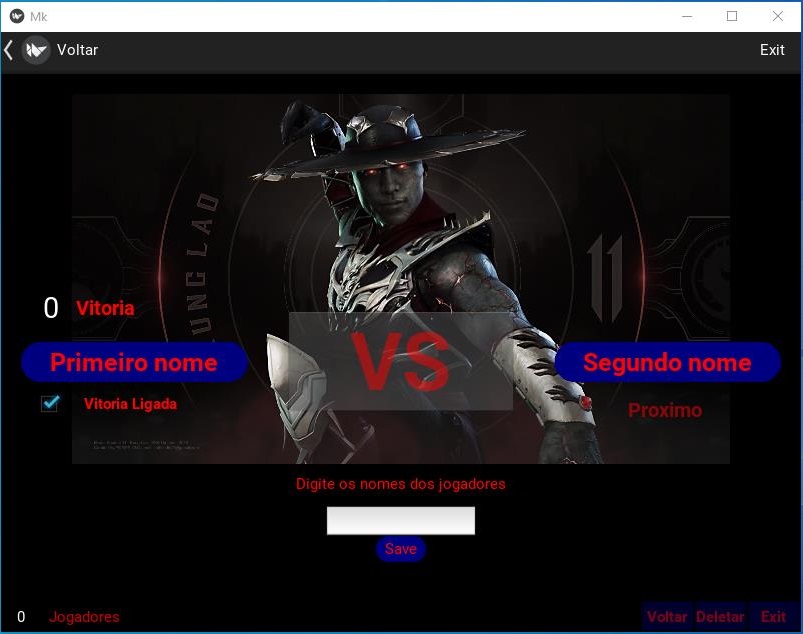 Mk
Voltar
Exit
UNG LAO
11
0 Vitoria
VS
Primeiro nome
Segundo nome
Vitoria Ligada
Proximo
Digite os nomes dos jogadores
Save
0 Jogadores
Voltar Deletar Exit